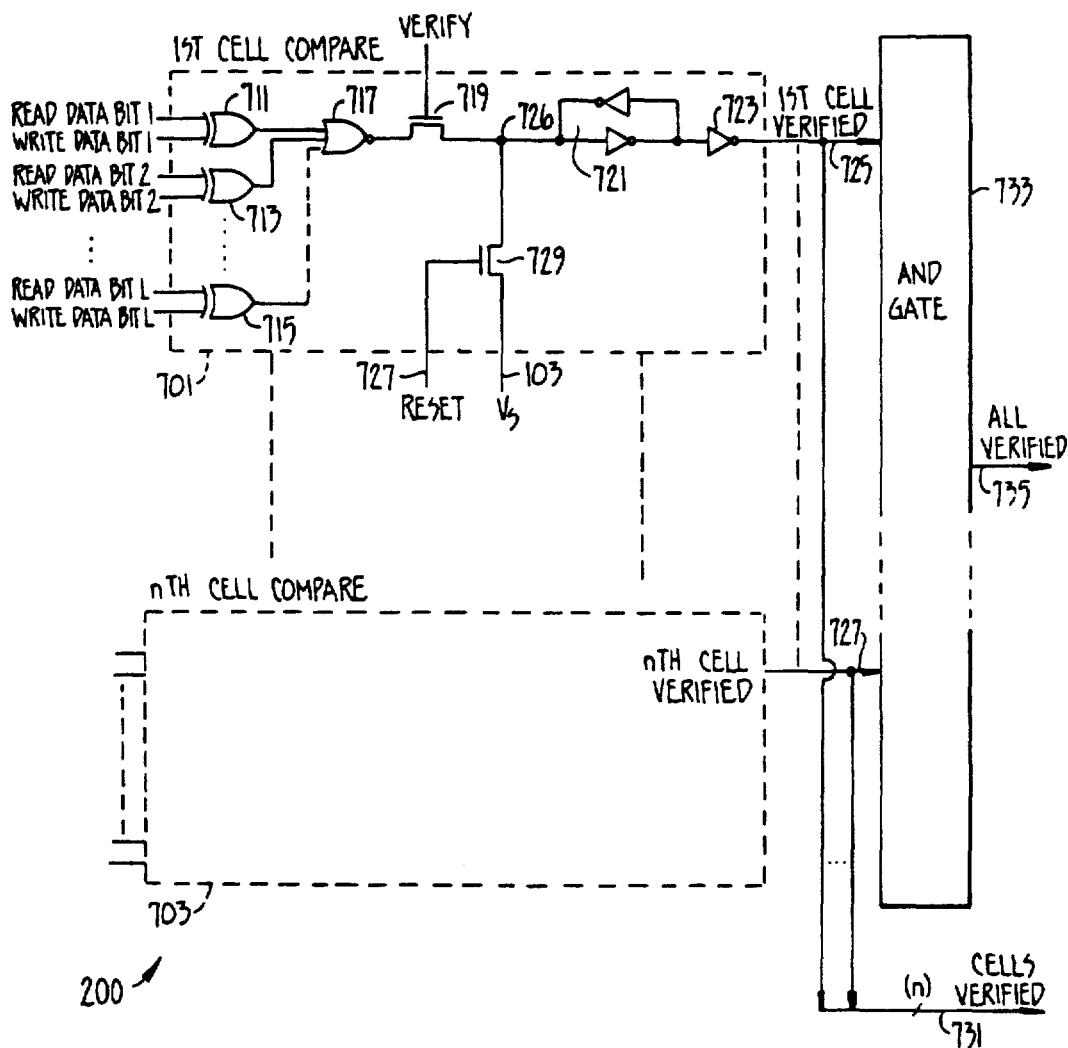 VERIFY
1ST CELL COMPARE
READ DATA BIT 1
WRITE DATA BIT 1
READ DATA BIT 2
WRITE DATA BIT 2
READ DATA BIT L
WRITE DATA BIT L
711
713
715
717
719
726
721
723
729
1ST CELL
VERIFIED
725
733
AND
GATE
701
727
RESET
103
Vs
ALL
VERIFIED
735
nTH CELL COMPARE
nTH CELL
VERIFIED
727
703
200
(n)
CELLS
VERIFIED
731